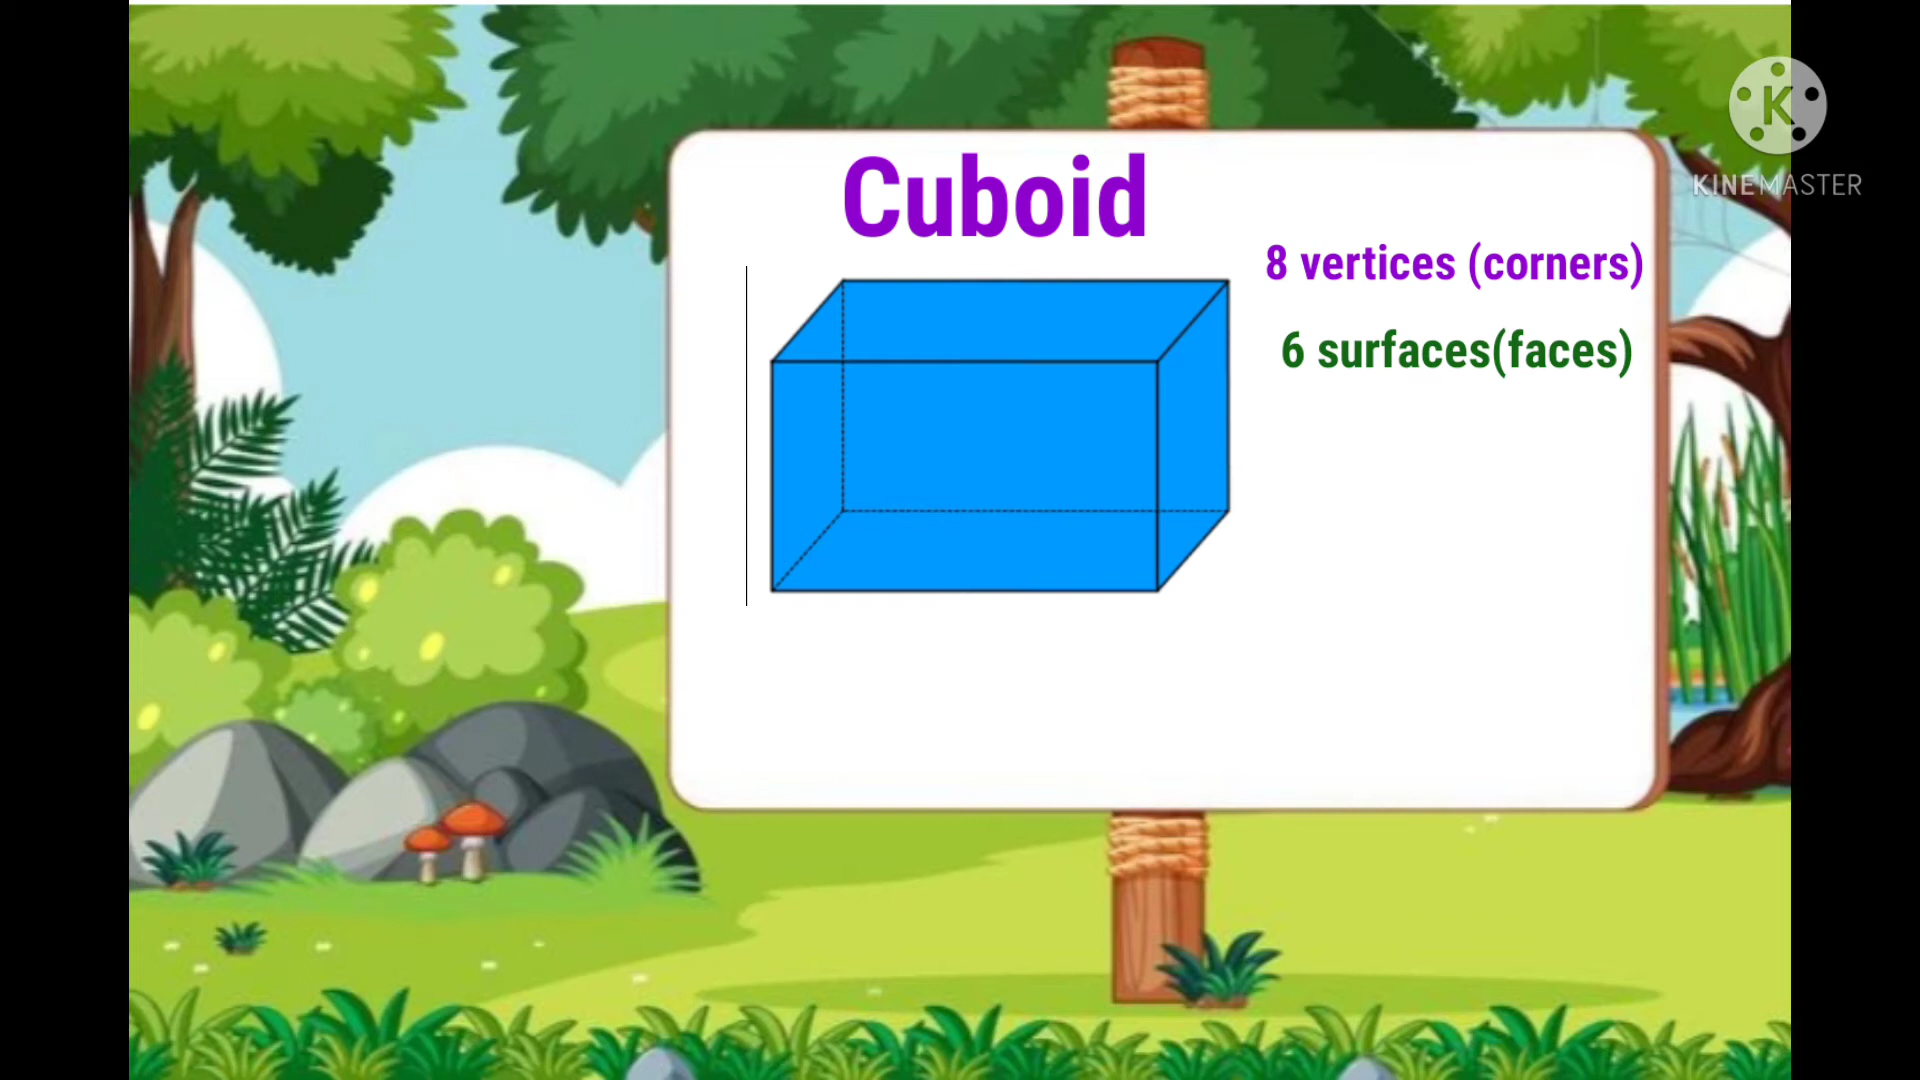 Cuboid
8 vertices (corners)
6 surfaces(faces)
K
KINEMASTER